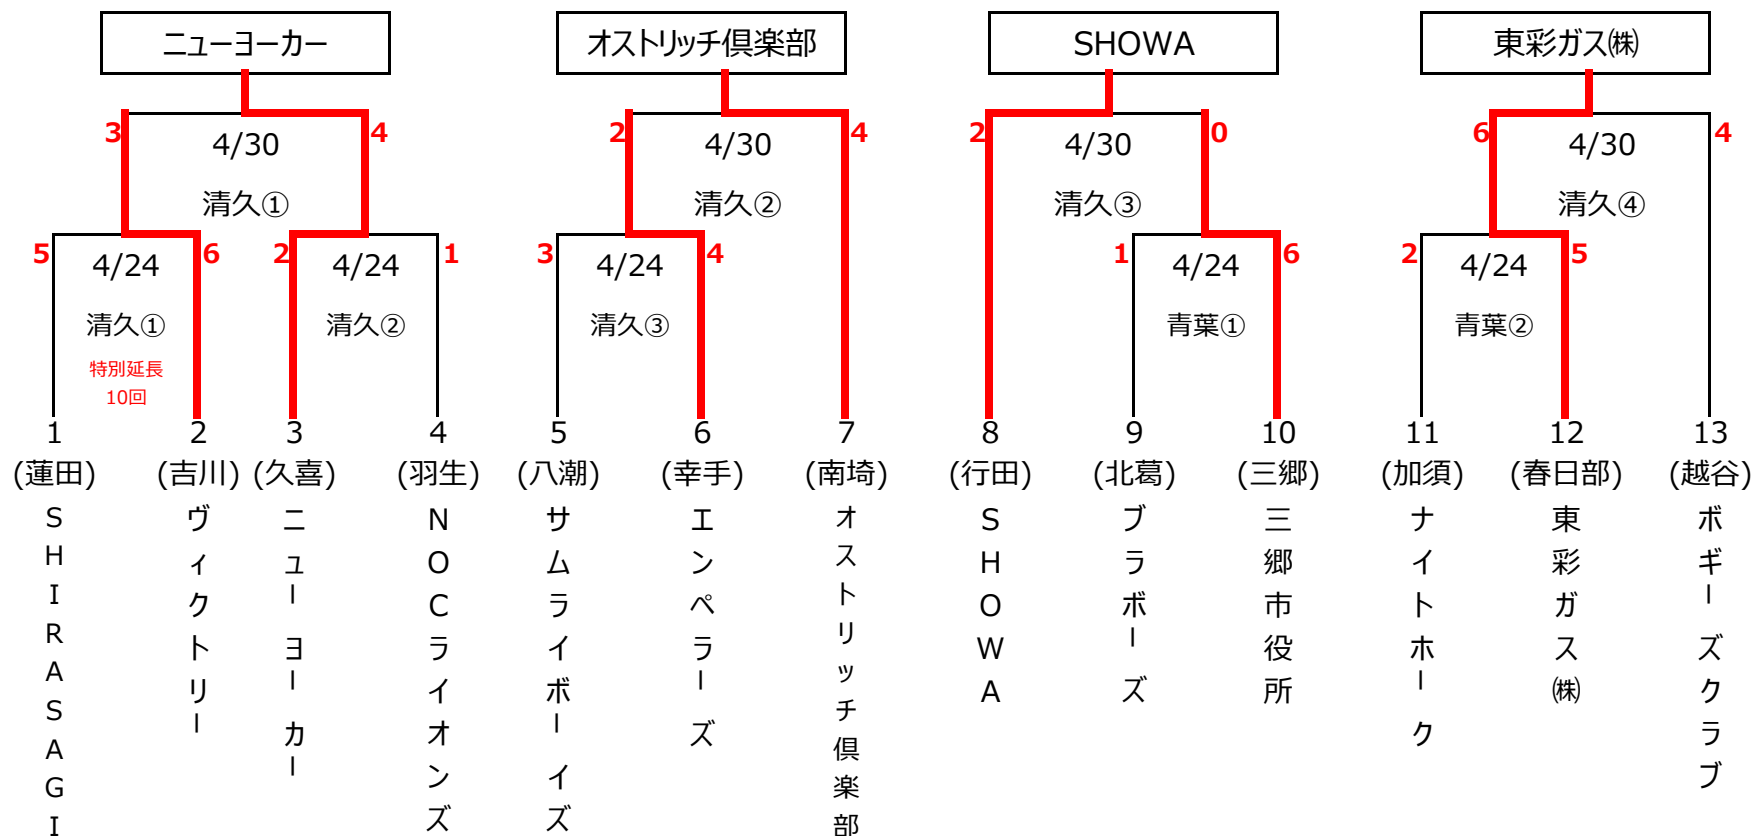 ニューヨーカー
オストリッチ倶楽部
SHOWA
東彩ガス㈱
3 4 2 4 2 0 6 4
4/30 4/30 4/30 4/30
清久① 清久② 清久③ 清久④
5 6 2 1 3 4 1 6 2 5
4/24 4/24 4/24 4/24 4/24
清久① 清久② 清久③ 青葉① 青葉②
特別延長
10回
1 2 3 4 5 6 7 8 9 10 11 12 13
(蓮田) (吉川) (久喜) (羽生) (八潮) (幸手) (南埼) (行田) (北葛) (三郷) (加須) (春日部) (越谷)
SHIRASAGI
ヴィクトリー
ニューヨーカー
NOCライオンズ
サムライボーイズ
エンペラーズ
オストリッチ倶楽部
SHOWA
ブラボーズ
三郷市役所
ナイトホーク
東彩ガス㈱
ボギーズクラブ